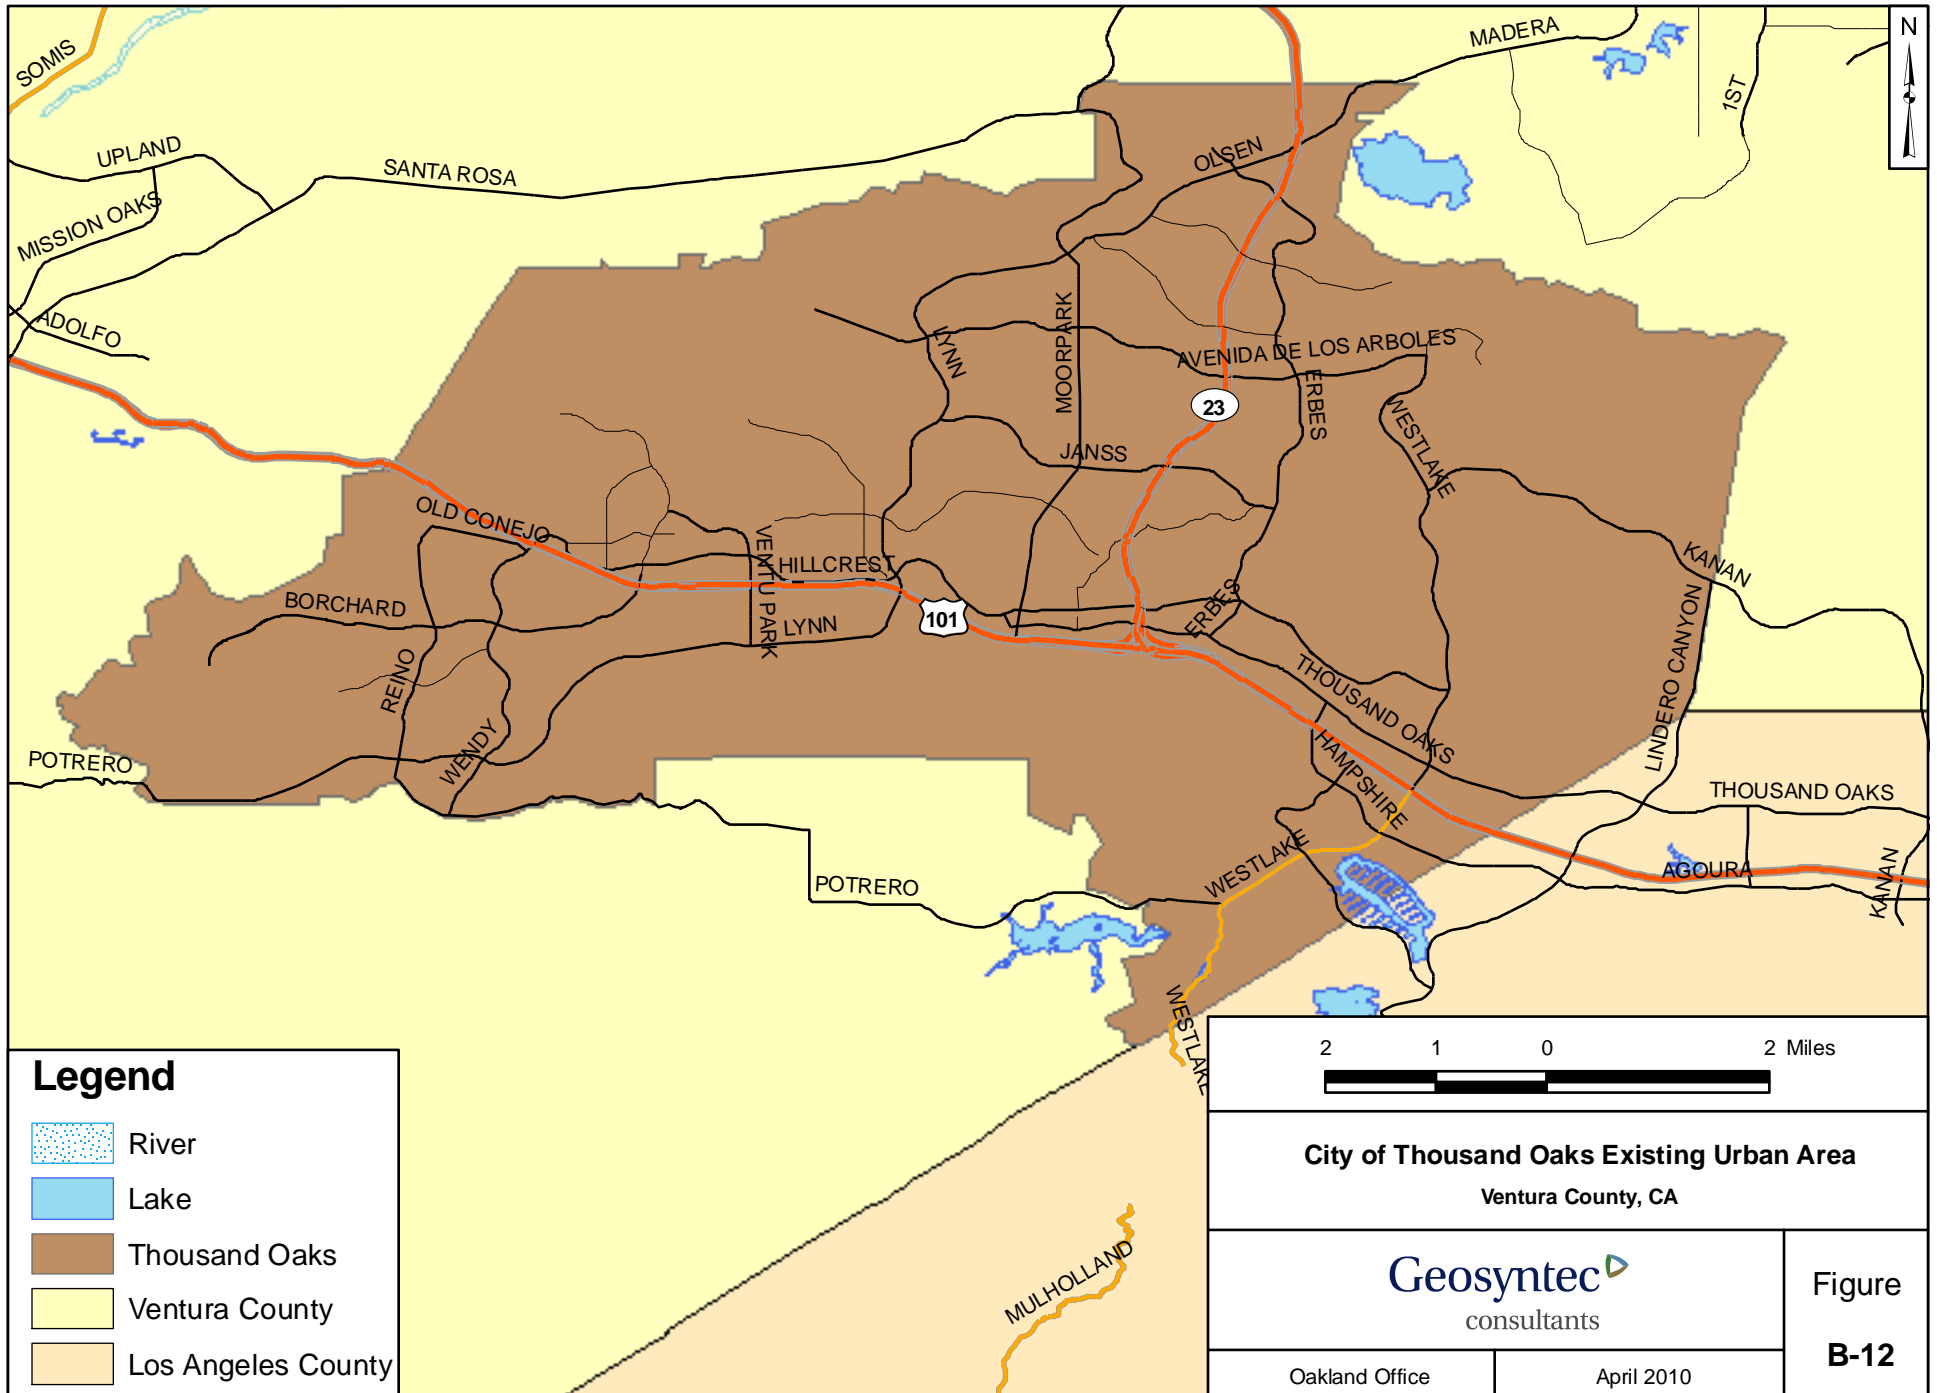 SOMIS
MADERA
N
1ST
UPLAND
SANTA ROSA
OLSEN
MISSION OAKS
ADOLFO
LYNN
MOORPARK
AVENIDA DE LOS ARBOLES
ERBES
23
WESTLAKE
JANSS
OLD CONEJO
VENTU PARK
HILLCREST
KANAN
BORCHARD
101
ERBES
LYNN
LINDERO CANYON
REINO
THOUSAND OAKS
WENDY
HAMPSHIRE
POTRERO
THOUSAND OAKS
WESTLAKE
POTRERO
AGOURA
KANAN
WESTLAKE
MULHOLLAND
Legend
River
Lake
Thousand Oaks
Ventura County
Los Angeles County
2 1 0 2 Miles
City of Thousand Oaks Existing Urban Area
Ventura County, CA
Geosyntec
consultants
Figure
B-12
Oakland Office
April 2010